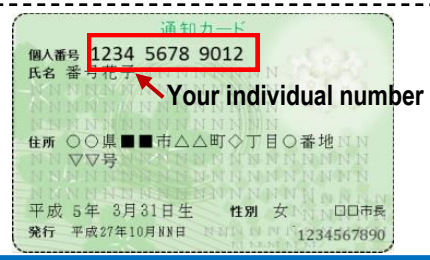 通知カード
個人番号 1234 5678 9012
氏名 番号花子
Your individual number
住所 ○○県■■市△△町◇丁目○番地
▽▽号
平成 5年 3月31日生 性別 女 □□市長
発行 平成27年10月NN日 1234567890